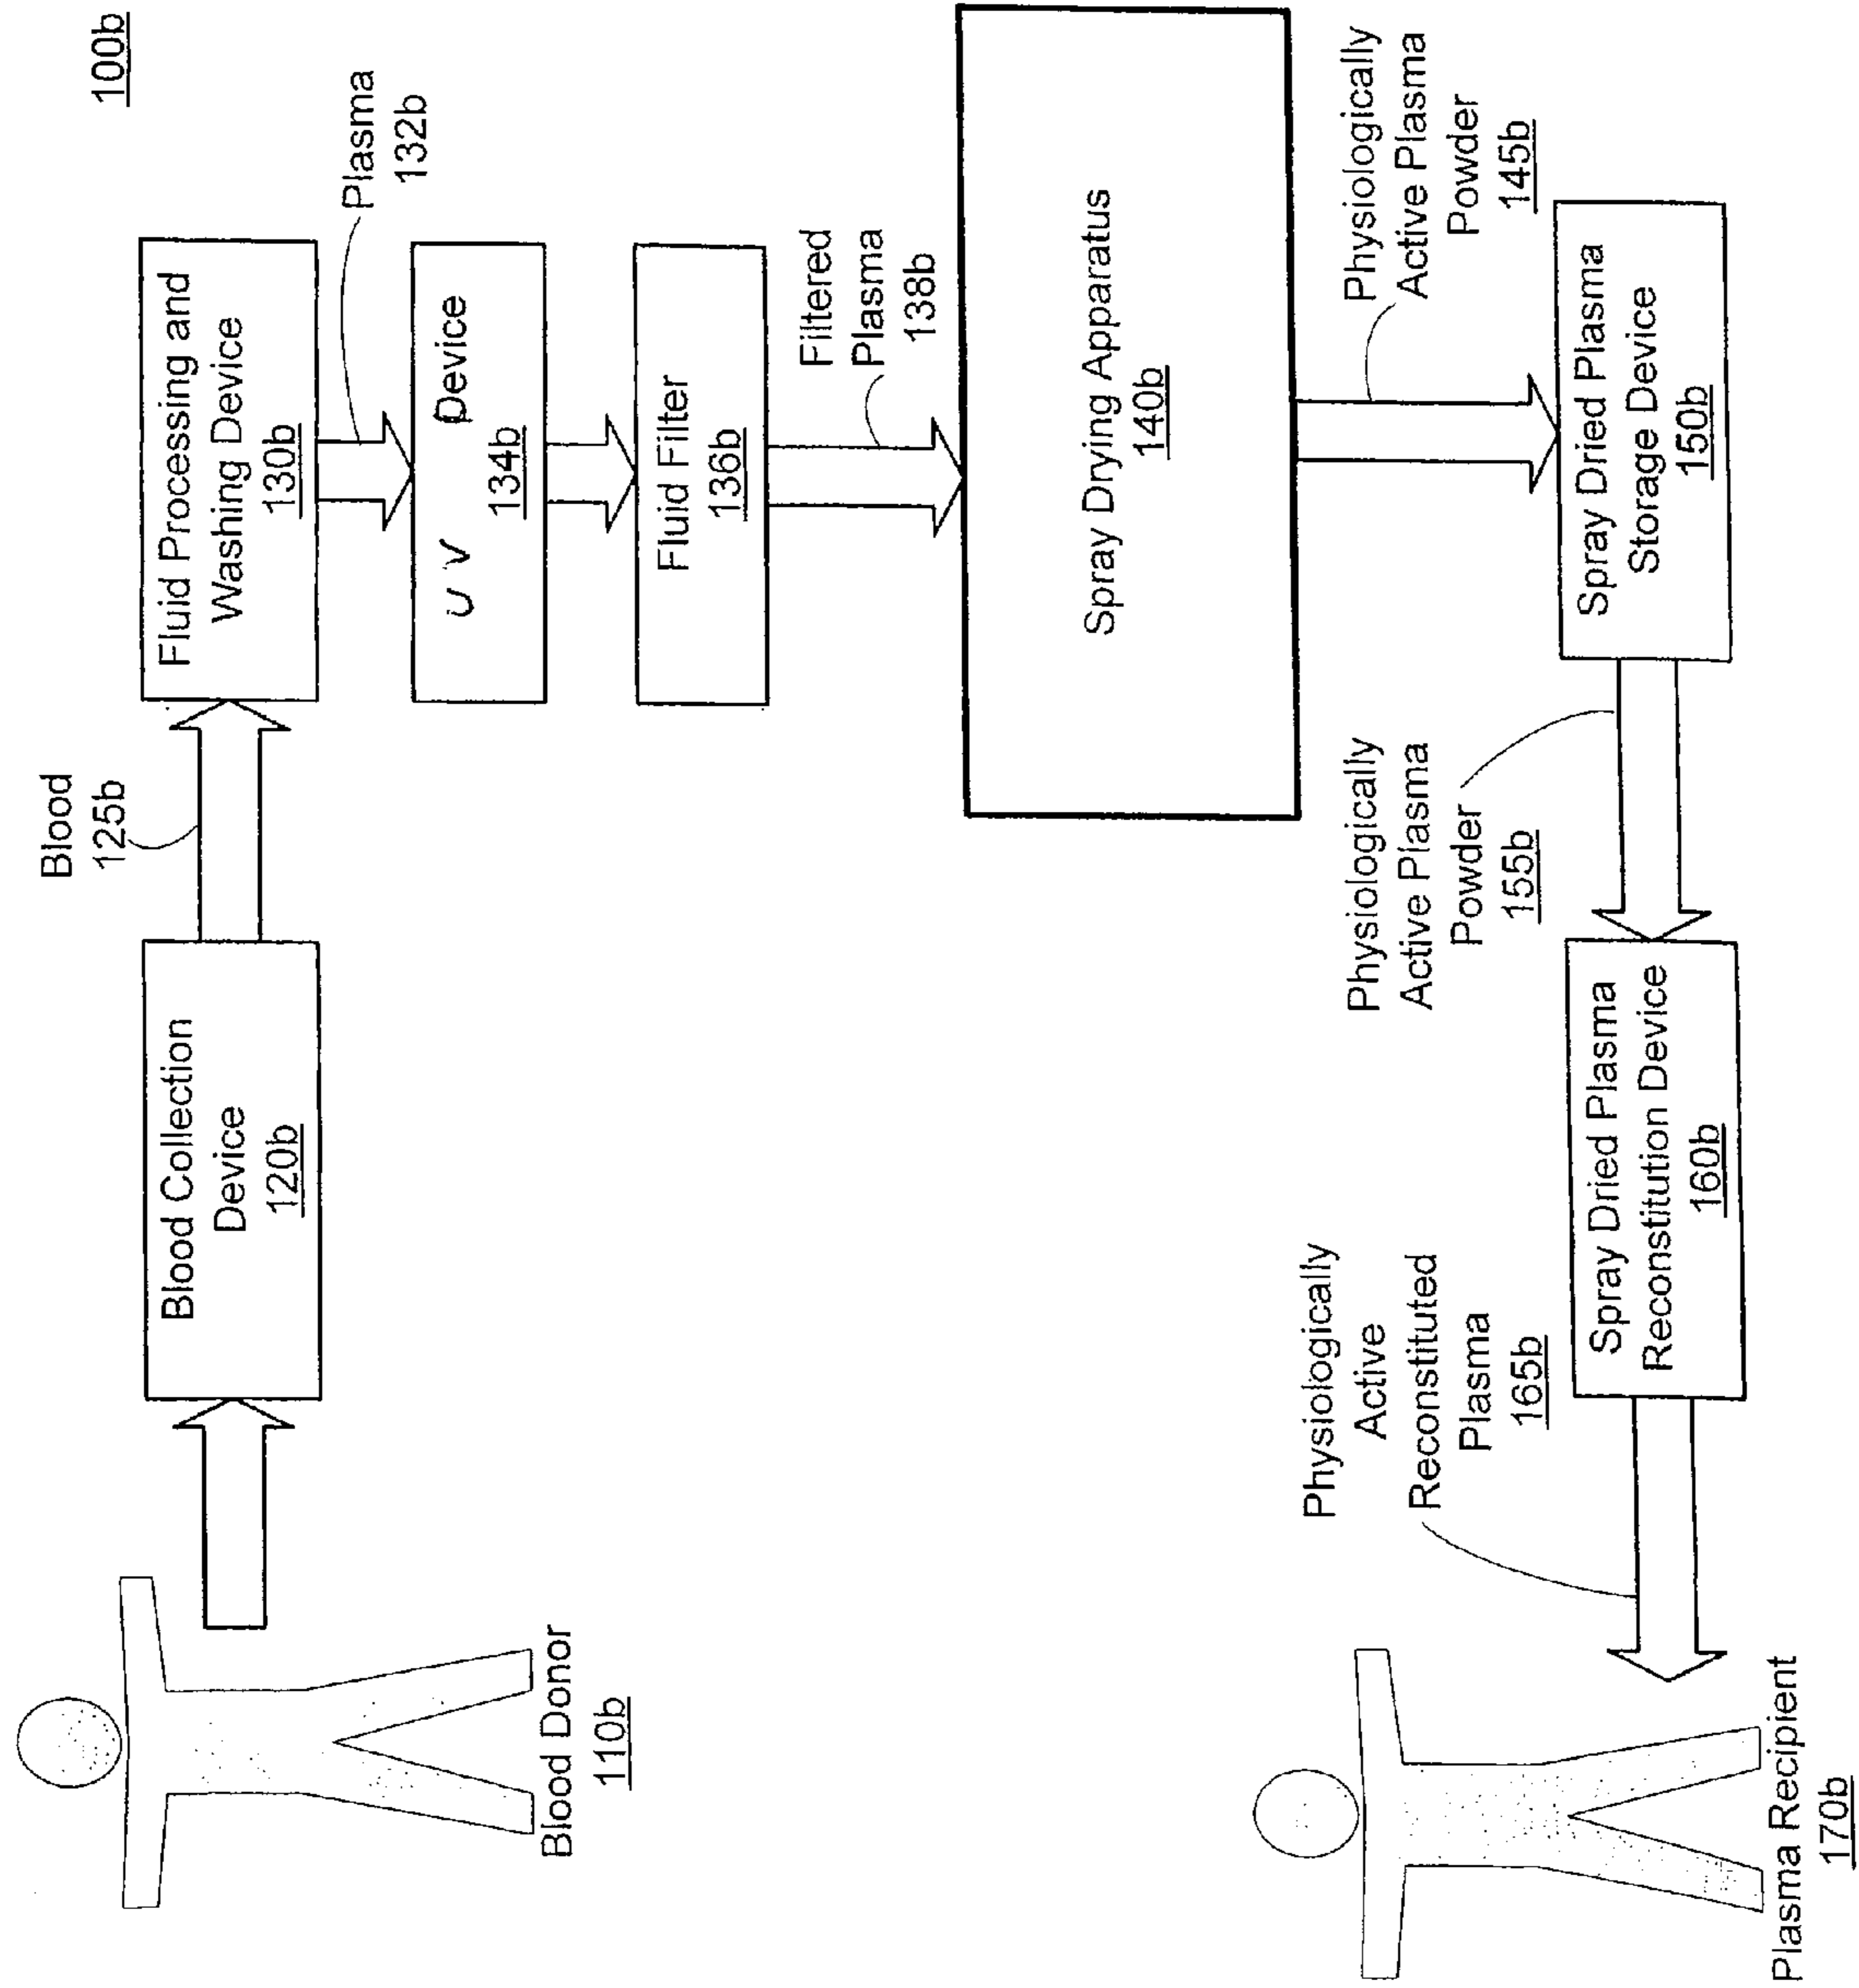 100b
Blood Donor
110b
Blood Collection
Device
120b
Blood
125b
Fluid Processing and
Washing Device
130b
Plasma
132b
UV Device
134b
Fluid Filter
136b
Filtered
Plasma
138b
Spray Drying Apparatus
140b
Physiologically
Active Plasma
Powder
145b
Spray Dried Plasma
Storage Device
150b
Physiologically
Active Plasma
Powder
155b
Spray Dried Plasma
Reconstitution Device
160b
Physiologically
Active
Reconstituted
Plasma
165b
Plasma Recipient
170b